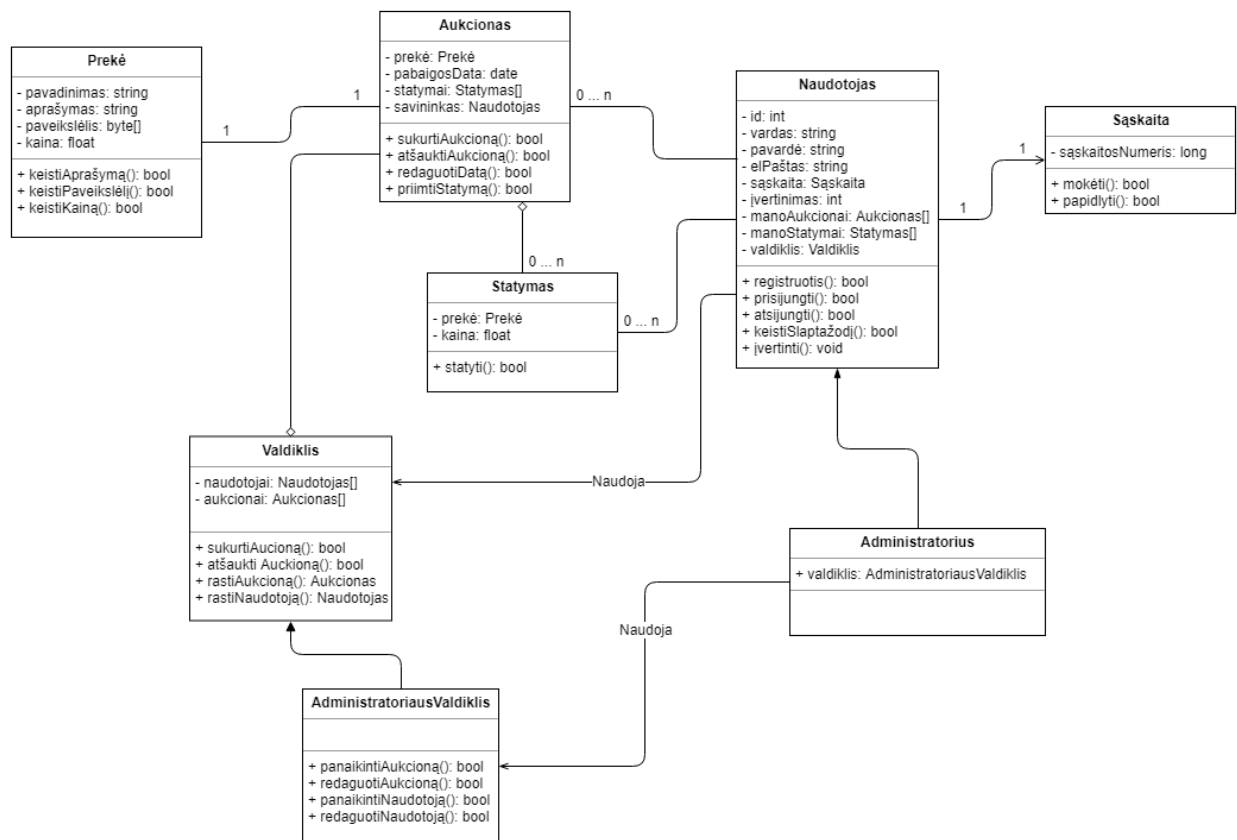 Prekė
- pavadinimas: string
- aprašymas: string
- paveikslėlis: byte[]
- kaina: float
+ keistiAprašymą(): bool
+ keistiPaveikslėlį(): bool
+ keistiKainą(): bool
1
1
Aukcionas
- prekė: Prekė
- pabaigosData: date
- statymai: Statymas[]
- savininkas: Naudotojas
+ sukurtiAukcioną(): bool
+ atšauktiAukcioną(): bool
+ redaguotiDatą(): bool
+ priimtiStatymą(): bool
0 ... n
0 ... n
Statymas
- prekė: Prekė
- kaina: float
+ statyti(): bool
0 ... n
Naudotojas
- id: int
- vardas: string
- pavardė: string
- elPaštas: string
- sąskaita: Sąskaita
- įvertinimas: int
- manoAukcionai: Aukcionas[]
- manoStatymai: Statymas[]
- valdiklis: Valdiklis
+ registruotis(): bool
+ prisijungti(): bool
+ atsijungti(): bool
+ keistiSlaptažodį(): bool
+ įvertinti(): void
1
1
Sąskaita
- sąskaitosNumeris: long
+ mokėti(): bool
+ papidlyti(): bool
Valdiklis
- naudotojai: Naudotojas[]
- aukcionai: Aukcionas[]
+ sukurtiAucioną(): bool
+ atšaukti Auckioną(): bool
+ rastiAukcioną(): Aukcionas
+ rastiNaudotoją(): Naudotojas
Naudoja
Administratorius
+ valdiklis: AdministratoriausValdiklis
Naudoja
AdministratoriausValdiklis
+ panaikintiAukcioną(): bool
+ redaguotiAukcioną(): bool
+ panaikintiNaudotoją(): bool
+ redaguotiNaudotoją(): bool